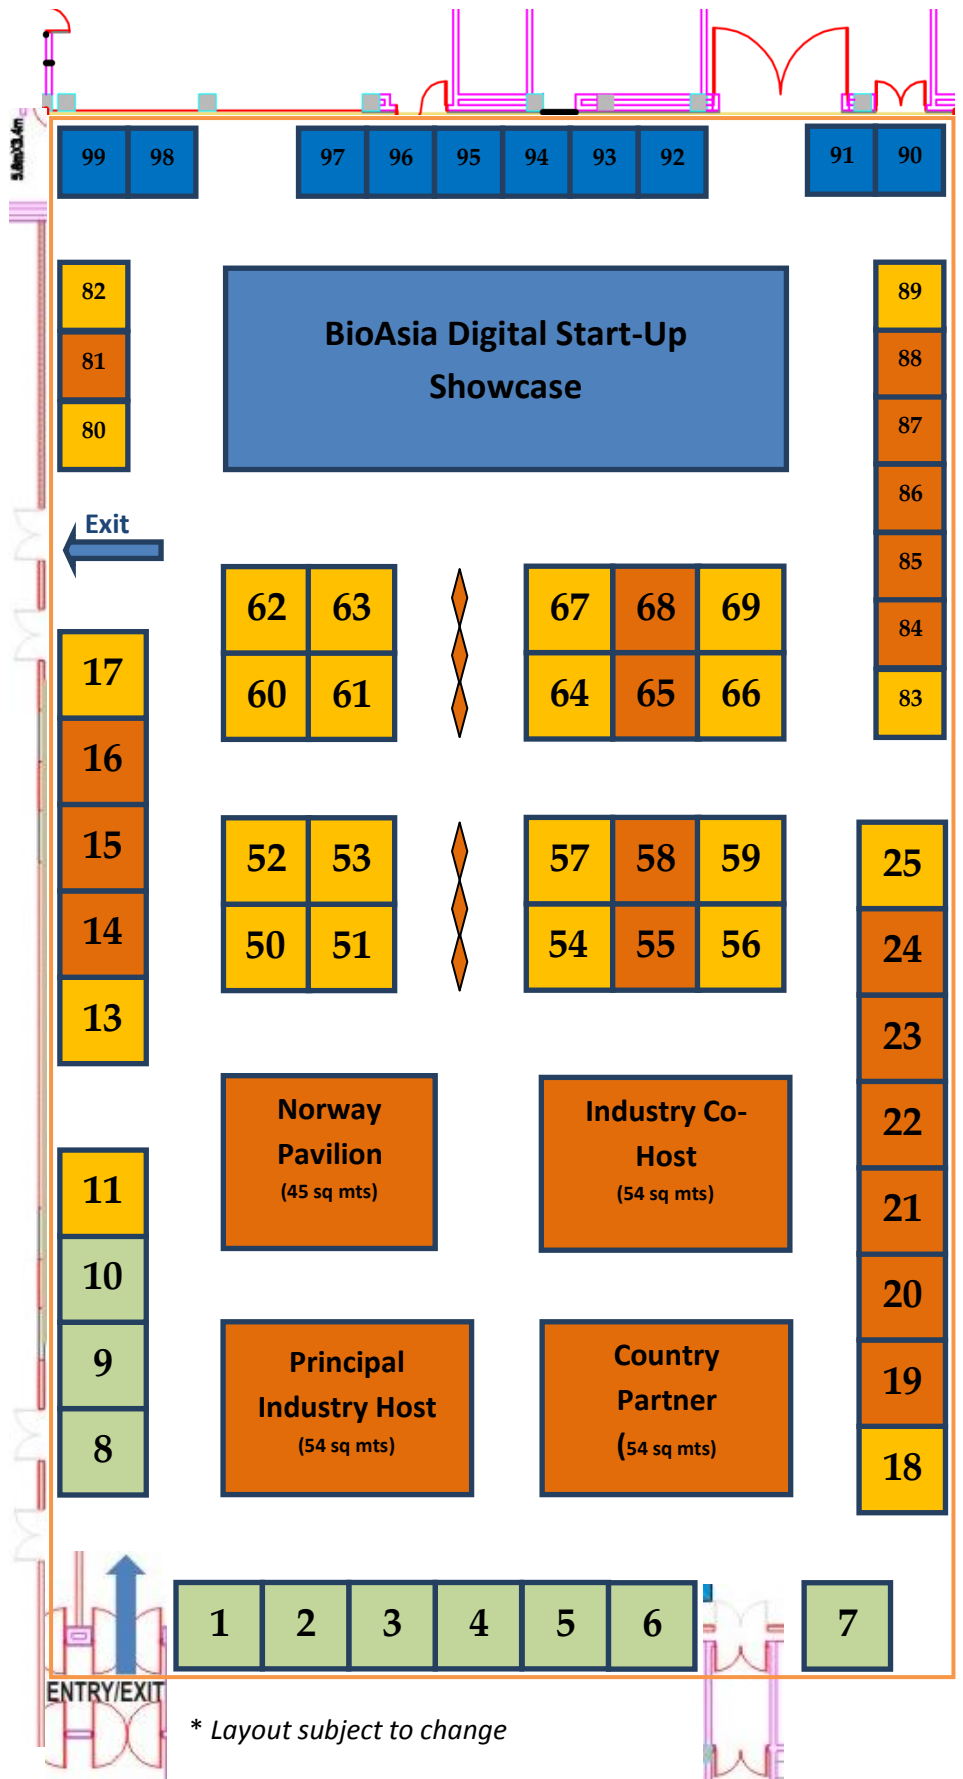 5.6mX3.4m
99 98 97 96 95 94 93 92 91 90
82
81
80
BioAsia Digital Start-Up
Showcase
89
88
87
86
85
84
83
Exit
62 63
60 61
67 68 69
64 65 66
17
16
15
14
13
52 53
50 51
57 58 59
54 55 56
25
24
23
22
21
20
19
18
Norway
Pavilion
(45 sq mts)
Industry Co-
Host
(54 sq mts)
11
10
9
8
Principal
Industry Host
(54 sq mts)
Country
Partner
(54 sq mts)
1 2 3 4 5 6 7
ENTRY/EXIT
* Layout subject to change